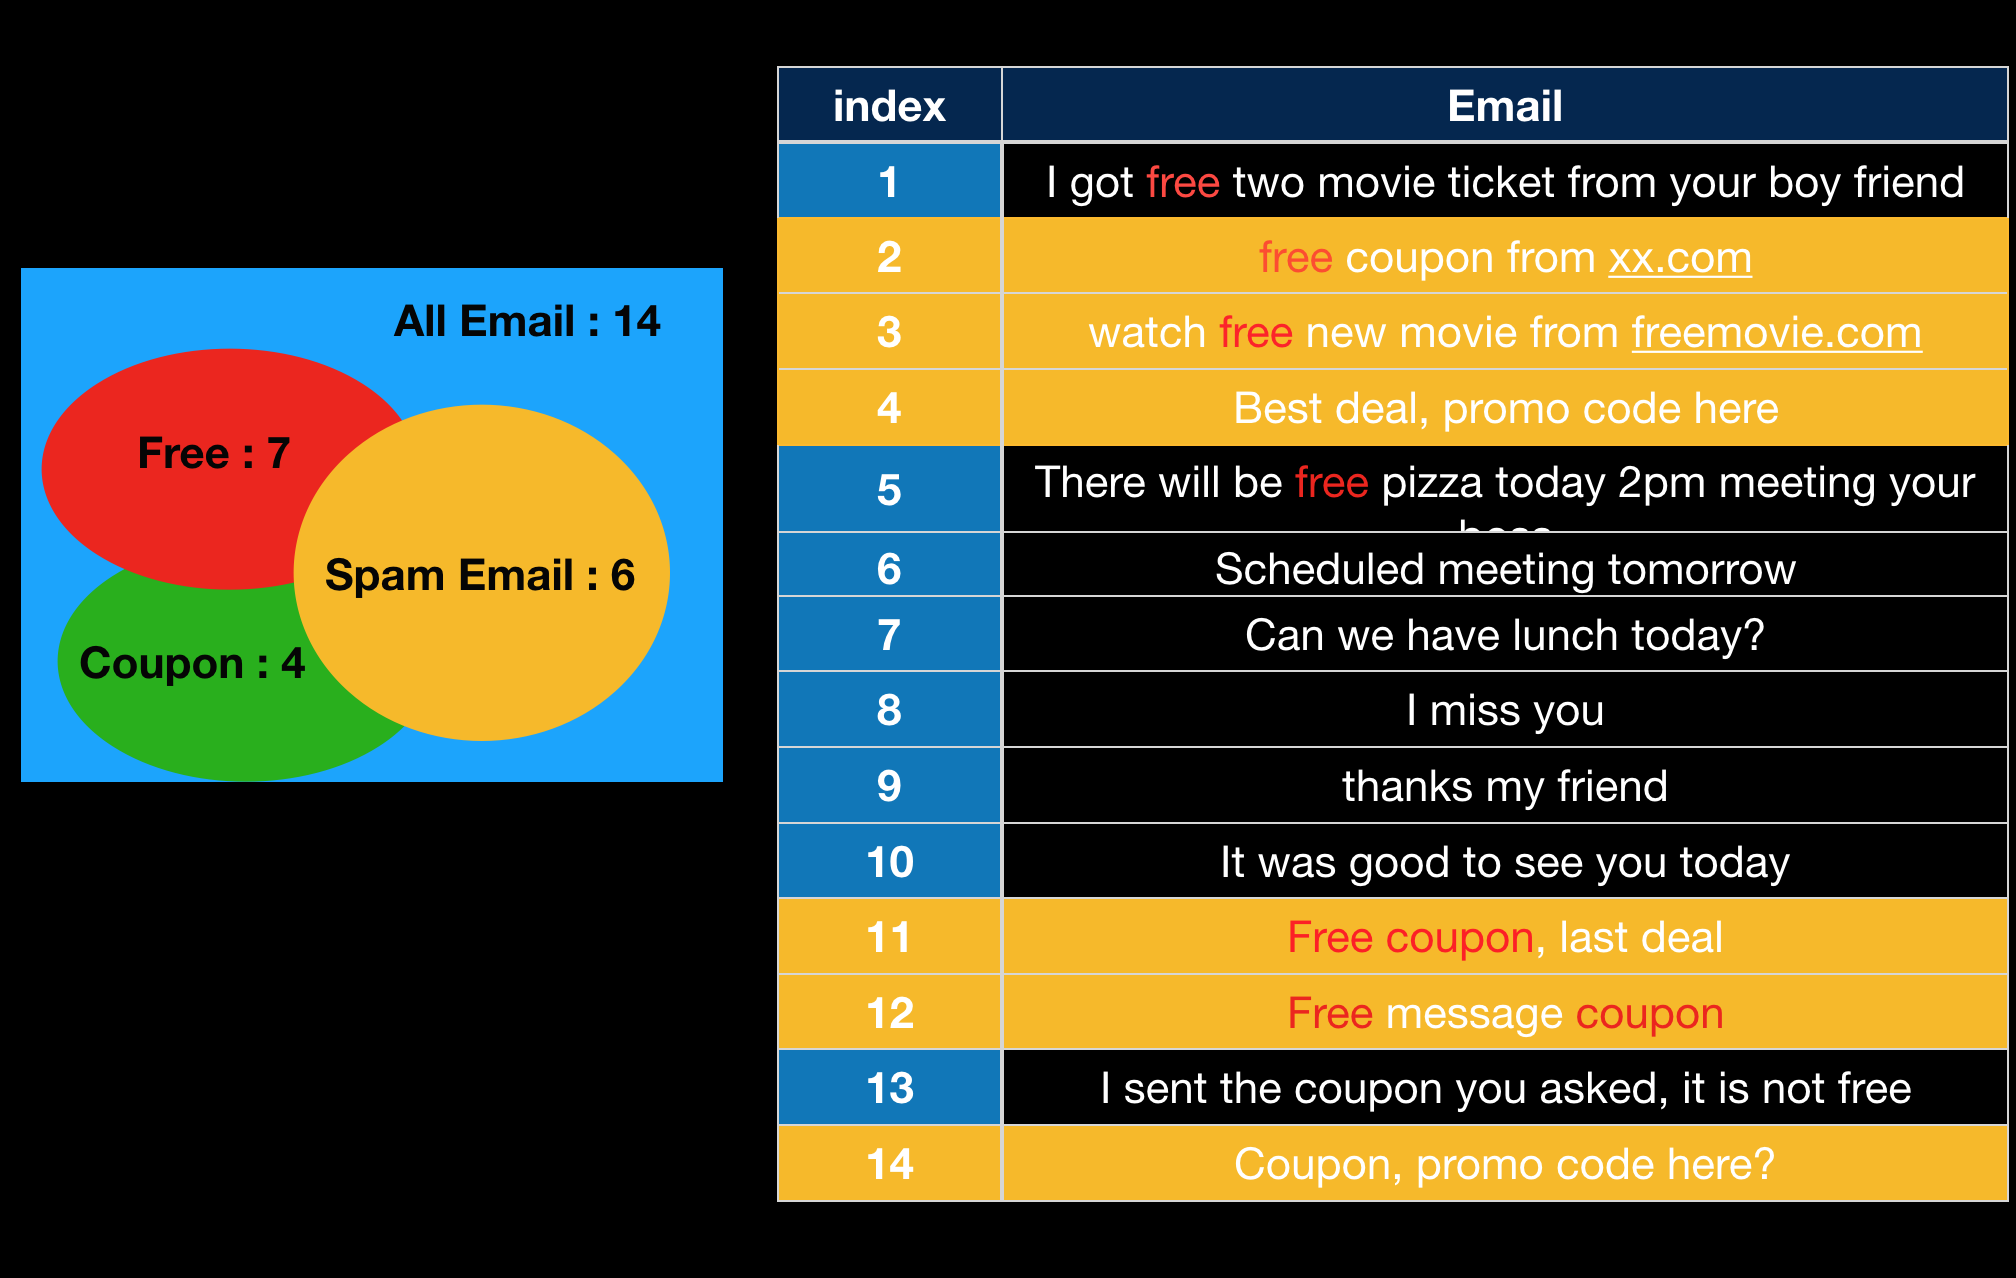 All Email : 14
Free : 7
Spam Email : 6
Coupon : 4
index Email
1 I got free two movie ticket from your boy friend
2 free coupon from xx.com
3 watch free new movie from freemovie.com
4 Best deal, promo code here
5 There will be free pizza today 2pm meeting your
6 Scheduled meeting tomorrow
7 Can we have lunch today?
8 I miss you
9 thanks my friend
10 It was good to see you today
11 Free coupon, last deal
12 Free message coupon
13 I sent the coupon you asked, it is not free
14 Coupon, promo code here?